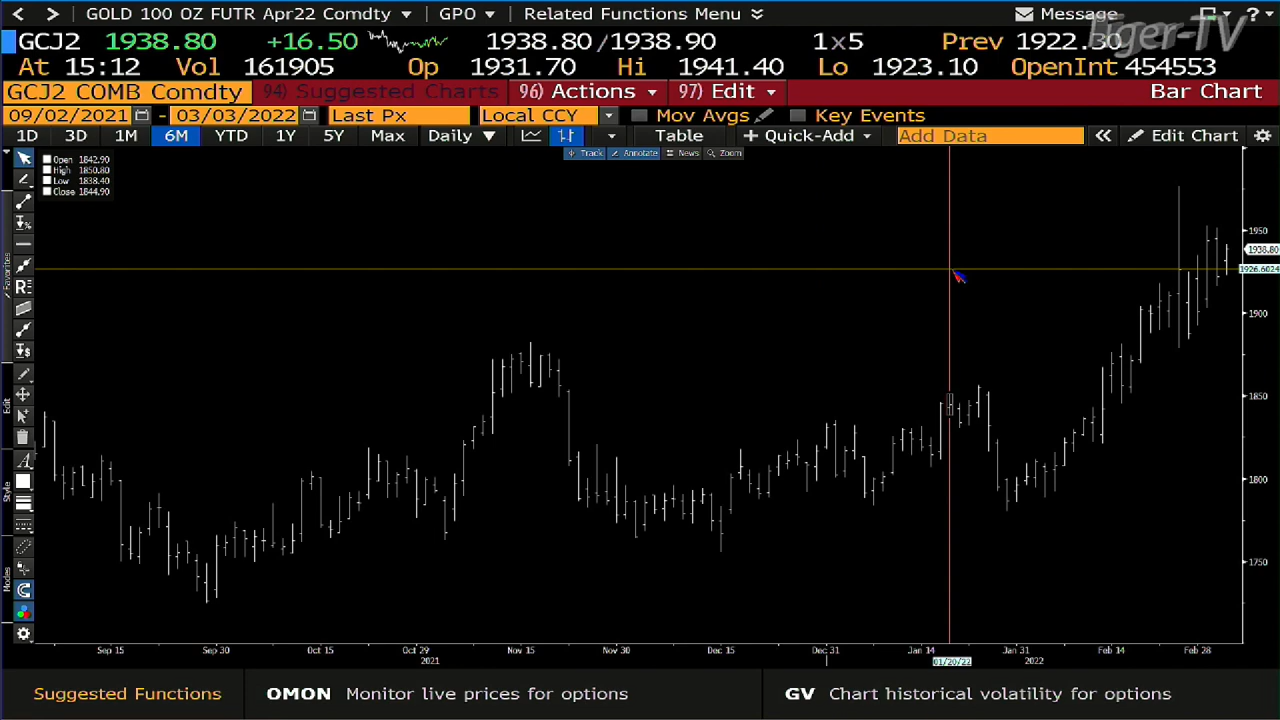 < > GOLD 100 OZ FUTR Apr22 Comdty GPO Related Functions Menu Message ?
Tiger-TV
GCJ2 1938.80 +16.50 1938.80/1938.90 1x5 Prev 1922.30
At 15:12 Vol 161905 Op 1931.70 Hi 1941.40 Lo 1923.10 OpenInt 454553
GCJ2 COMB Comdty 94) Suggested Charts 96) Actions 97) Edit Bar Chart
09/02/2021 - 03/03/2022 Last Px Local CCY Mov Avgs Key Events
1D 3D 1M 6M YTD 1Y 5Y Max Daily Table + Quick-Add Add Data « Edit Chart
Track Annotate News Zoom
Open 1842.90
High 1850.80
Low 1838.40
Close 1844.90
Favorites
Edit
Style
Modes
1950
1938.80
1926.6024
1900
1850
1800
1750
Sep 15 Sep 30 Oct 15 Oct 29 Nov 15 Nov 30 Dec 15 Dec 31 Jan 14 Jan 31 Feb 14 Feb 28
2021 01/20/22 2022
Suggested Functions OMON Monitor live prices for options GV Chart historical volatility for options